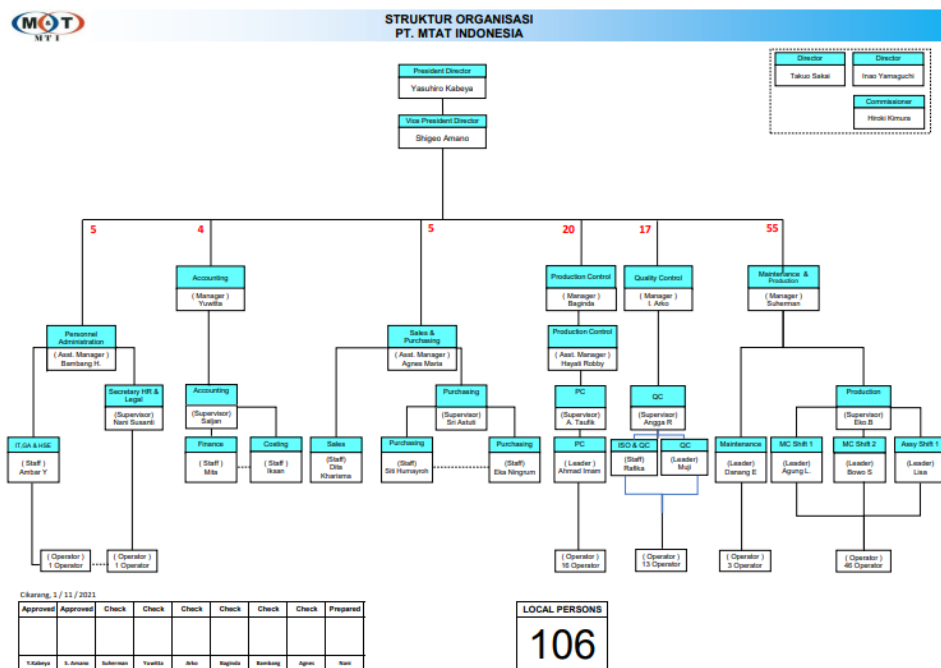 MAT
MTI
STRUKTUR ORGANISASI
PT. MTAT INDONESIA
Director
Takuo Sakai
Director
Inao Yamaguchi
Commissioner
Hiroki Kimura
President Director
Yasuhiro Kabeya
Vice President Director
Shigeo Amano
5
4
5
20
17
55
Accounting
( Manager )
Yuwitta
Production Control
( Manager )
Baginda
Quality Control
( Manager )
I. Arko
Maintenance &
Production
( Manager )
Suherman
Personnel
Administration
( Asst. Manager )
Bambang H.
Sales &
Purchasing
( Asst. Manager )
Agnes Maria
Production Control
( Asst. Manager )
Hayati Robby
Secretary HR &
Legal
(Supervisor)
Nani Susanti
Accounting
(Supervisor)
Saijan
Purchasing
(Supervisor)
Sri Astuti
PC
(Supervisor)
A. Taufik
QC
(Supervisor)
Angga R
Production
(Supervisor)
Eko.B
IT,GA & HSE
( Staff )
Ambar Y
Finance
( Staff )
Mita
Costing
( Staff )
Iksan
Sales
(Staff)
Dita
Kharisma
Purchasing
(Staff)
Siti Humayroh
Purchasing
(Staff)
Eka Ningrum
PC
( Leader )
Ahmad Imam
ISO & QC
(Staff)
Rafika
QC
(Leader)
Muji
Maintenance
(Leader)
Danang E
MC Shift 1
(Leader)
Agung L.
MC Shift 2
(Leader)
Bowo S
Assy Shift 1
(Leader)
Lisa
( Operator )
1 Operator
( Operator )
1 Operator
( Operator )
16 Operator
( Operator )
13 Operator
( Operator )
3 Operator
( Operator )
46 Operator
Cikarang, 1 / 11 / 2021
Approved Approved Check Check Check Check Check Check Prepared
Y.Kabeya S. Amano Suherman Yuwitta Arko Baginda Bambang Agnes Nani
LOCAL PERSONS
106